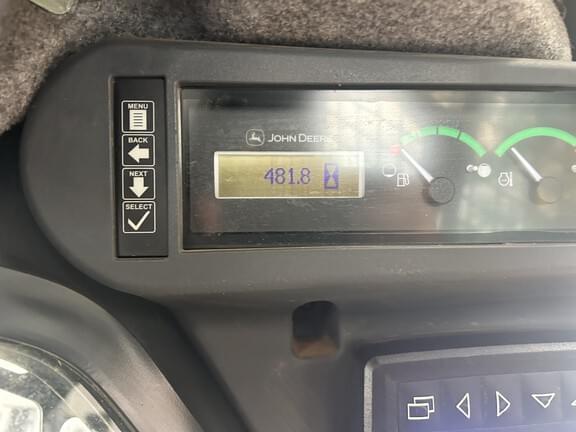 MENU
BACK
NEXT
SELECT
JOHN DEERE
481.8